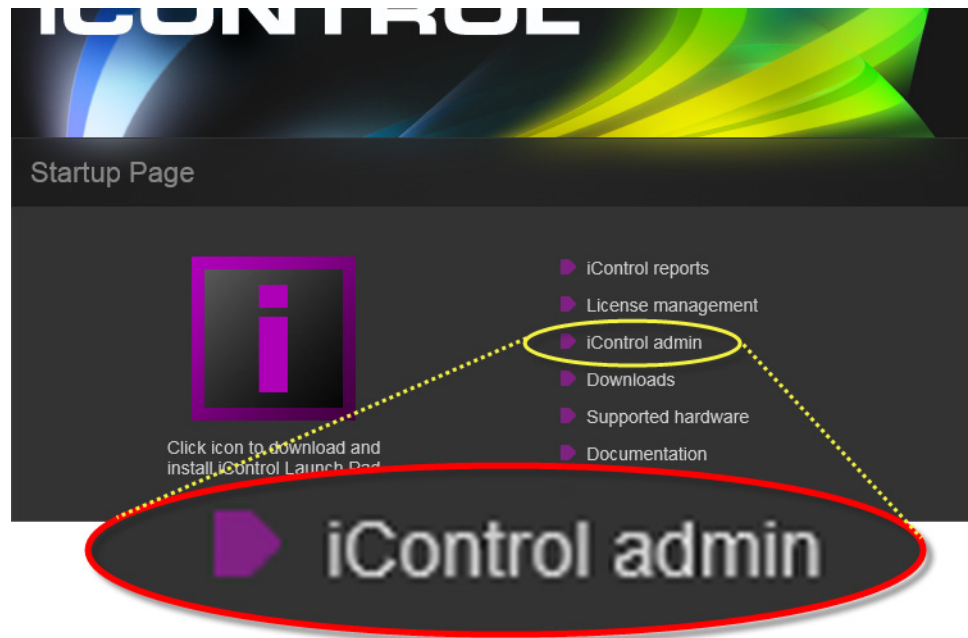 iCONTROL
Startup Page
i
Click icon to download and
install iControl Launch Pad
iControl reports
License management
iControl admin
Downloads
Supported hardware
Documentation
iControl admin